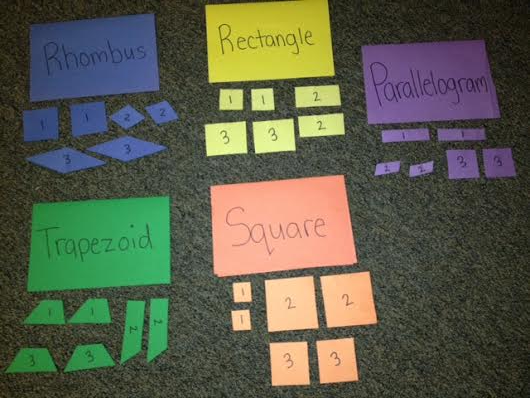 Rhombus
1 1 2 2
3 3
Rectangle
1 1 2
3 3 2
Parallelogram
1 1
2 2 3 3
Trapezoid
1 1 2 2
3 3
Square
1
1
2 2
3 3